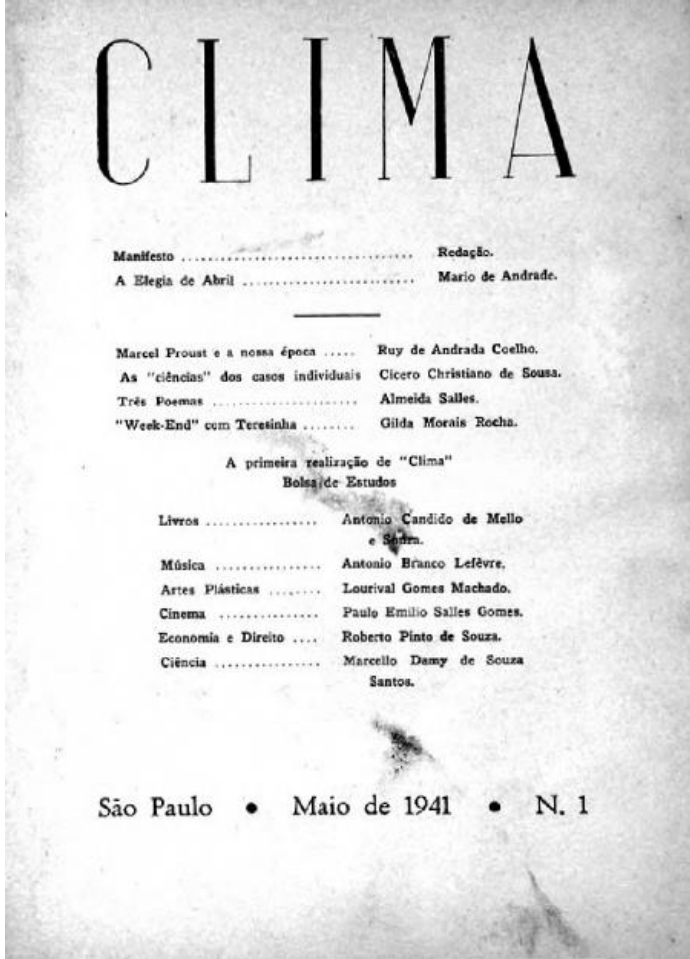 CLIMA
Manifesto .................................... Redação.
A Elegia de Abril .......................... Mario de Andrade.
Marcel Proust e a nossa época ..... Ruy de Andrada Coelho.
As "ciências" dos casos individuais Cicero Christiano de Sousa.
Três Poemas ...................... Almeida Salles.
"Week-End" com Teresinha ........ Gilda Morais Rocha.
A primeira realização de "Clima"
Bolsa de Estudos
Livros ................. Antonio Candido de Mello
e Souza.
Música ................ Antonio Branco Lefèvre.
Artes Plásticas ........ Lourival Gomes Machado.
Cinema ............... Paulo Emilio Salles Gomes.
Economia e Direito .... Roberto Pinto de Souza.
Ciência ................ Marcello Damy de Souza
Santos.
São Paulo • Maio de 1941 • N. 1